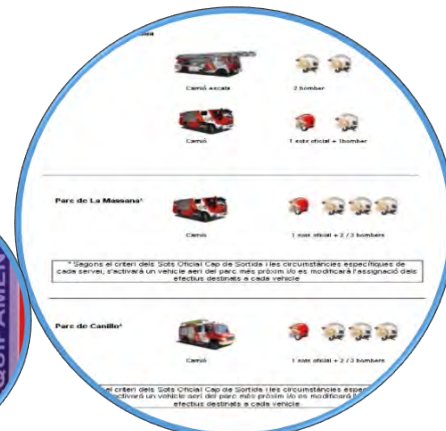 Camió escala 2 bomber
Camió 1 sots oficial + 1bomber
Parc de La Massana*
Camió 1 sots oficial + 2 / 3 bombers
* Segons el criteri dels Sots Oficial Cap de Sortida i les circumstàncies específiques de
cada servei, s'activarà un vehicle aeri del parc més pròxim i/o es modificarà l'assignació dels
efectius destinats a cada vehicle
Parc de Canillo*
Camió 1 sots oficial + 2 / 3 bombers
el criteri dels Sots Oficial Cap de Sortida i les circumstàncies
activarà un vehicle aeri del parc més pròxim i/o es modificarà
efectius destinats a cada vehicle
QUIPAMEN